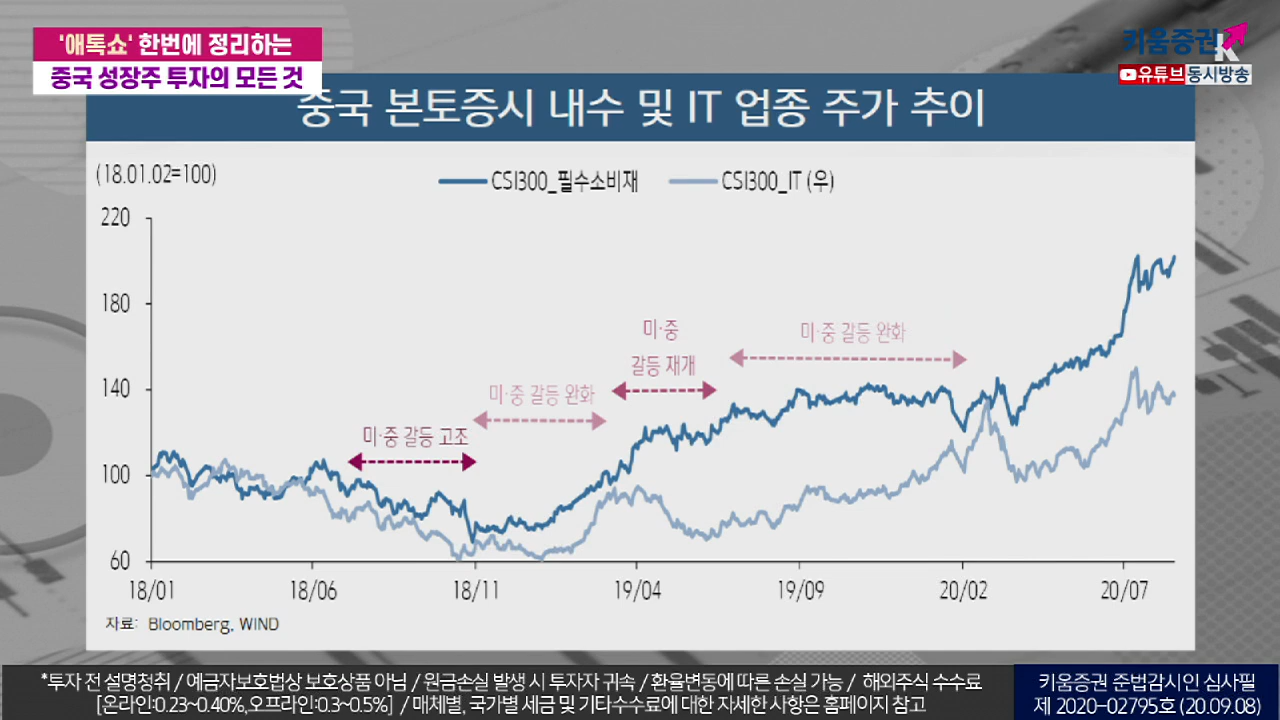 '애톡쇼' 한번에 정리하는
중국 성장주 투자의 모든 것
키움증권
유튜브 동시방송
중국 본토증시 내수 및 IT 업종 주가 추이
(18.01.02=100)
CSI300_필수소비재
CSI300_IT (우)
220
180
140
100
60
미·중
갈등 재개
미·중 갈등 완화
미·중 갈등 완화
미·중 갈등 고조
18/01
18/06
18/11
19/04
19/09
20/02
20/07
자료: Bloomberg, WIND
*투자 전 설명청취 / 예금자보호법상 보호상품 아님 / 원금손실 발생 시 투자자 귀속 / 환율변동에 따른 손실 가능 / 해외주식 수수료
[온라인:0.23~0.40%,오프라인:0.3~0.5%] / 매체별, 국가별 세금 및 기타수수료에 대한 자세한 사항은 홈페이지 참고
키움증권 준법감시인 심사필
제 2020-02795호 (20.09.08)